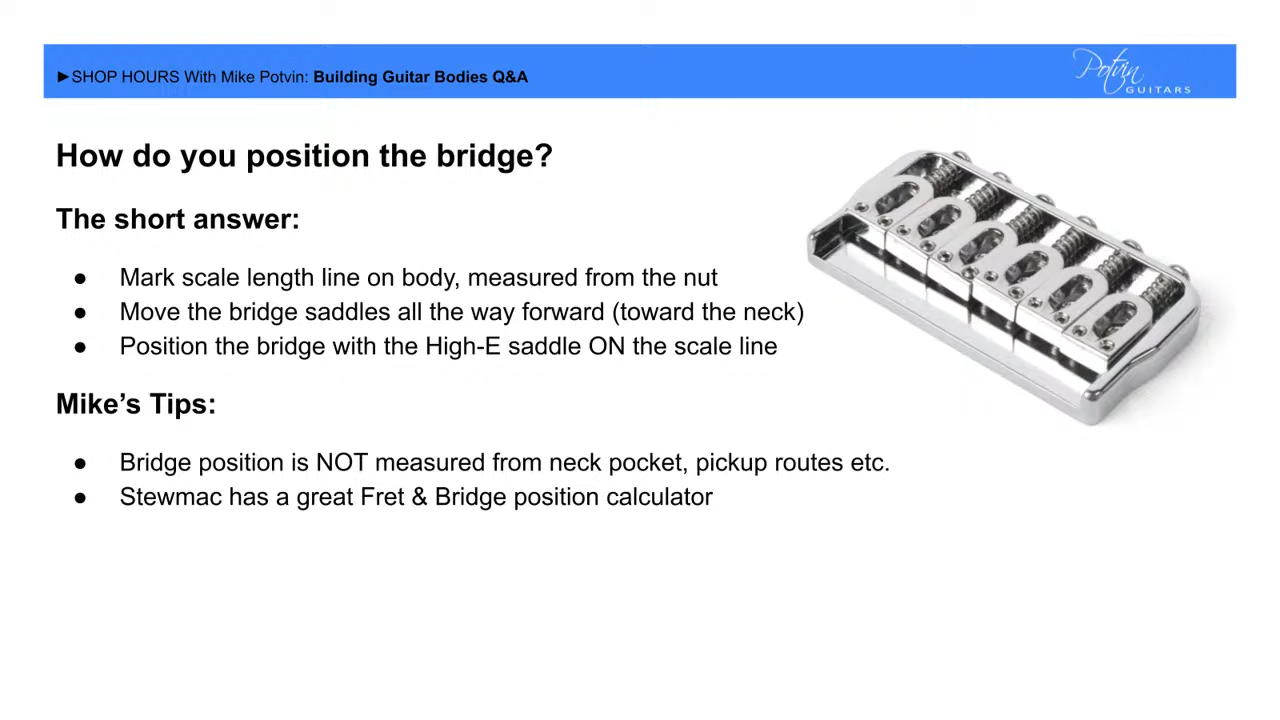 ►SHOP HOURS With Mike Potvin: Building Guitar Bodies Q&A
Potvin
GUITARS
How do you position the bridge?
The short answer:
● Mark scale length line on body, measured from the nut
● Move the bridge saddles all the way forward (toward the neck)
● Position the bridge with the High-E saddle ON the scale line
Mike’s Tips:
● Bridge position is NOT measured from neck pocket, pickup routes etc.
● Stewmac has a great Fret & Bridge position calculator